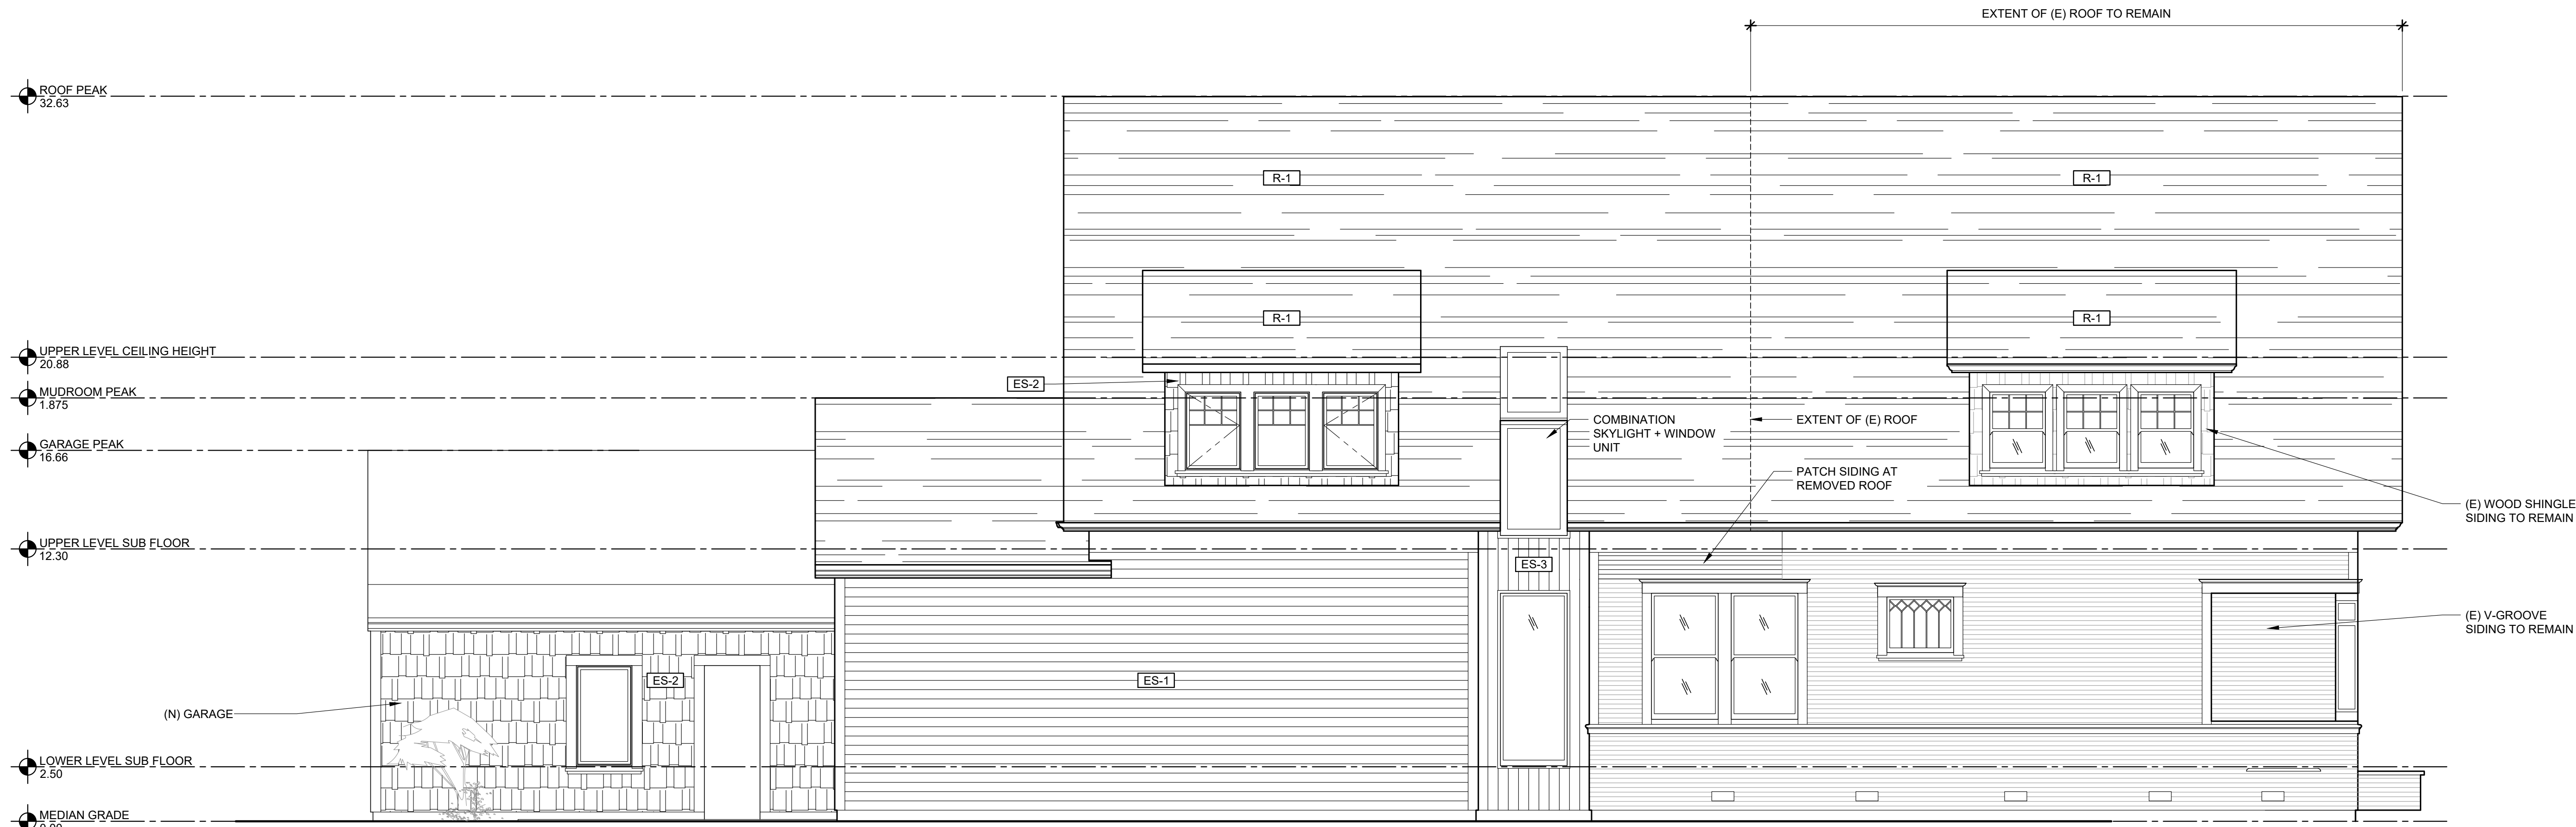 EXTENT OF (E) ROOF TO REMAIN
ROOF PEAK
32.63
R-1
R-1
R-1
R-1
UPPER LEVEL CEILING HEIGHT
20.88
ES-2
MUDROOM PEAK
1.875
COMBINATION
SKYLIGHT + WINDOW
UNIT
EXTENT OF (E) ROOF
GARAGE PEAK
16.66
PATCH SIDING AT
REMOVED ROOF
(E) WOOD SHINGLE
SIDING TO REMAIN
UPPER LEVEL SUB FLOOR
12.30
ES-3
(E) V-GROOVE
SIDING TO REMAIN
ES-2
ES-1
(N) GARAGE
LOWER LEVEL SUB FLOOR
2.50
MEDIAN GRADE